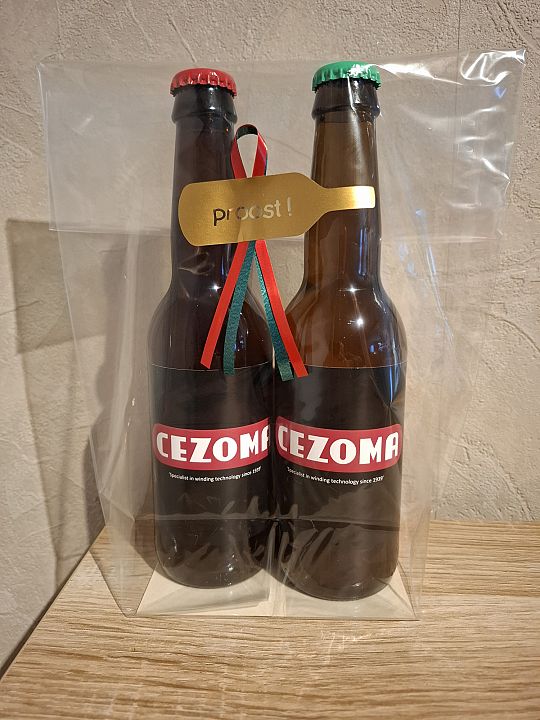 proost !
CEZOMA
'Specialist in winding technology since 1939'
CEZOMA
'Specialist in winding technology since 1939'